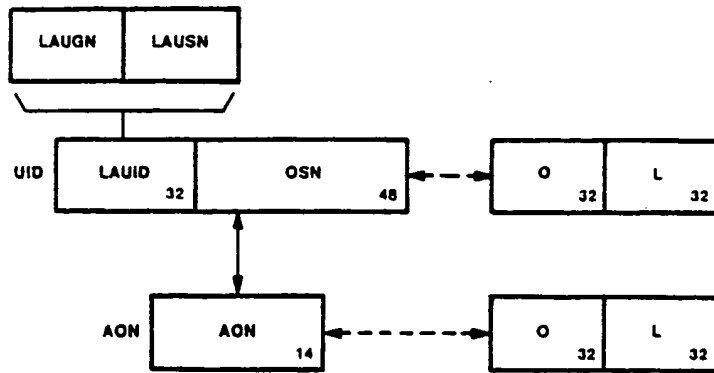 LAUGN LAUSN
UID LAUID 32 OSN 48 O 32 L 32
AON AON 14 O 32 L 32